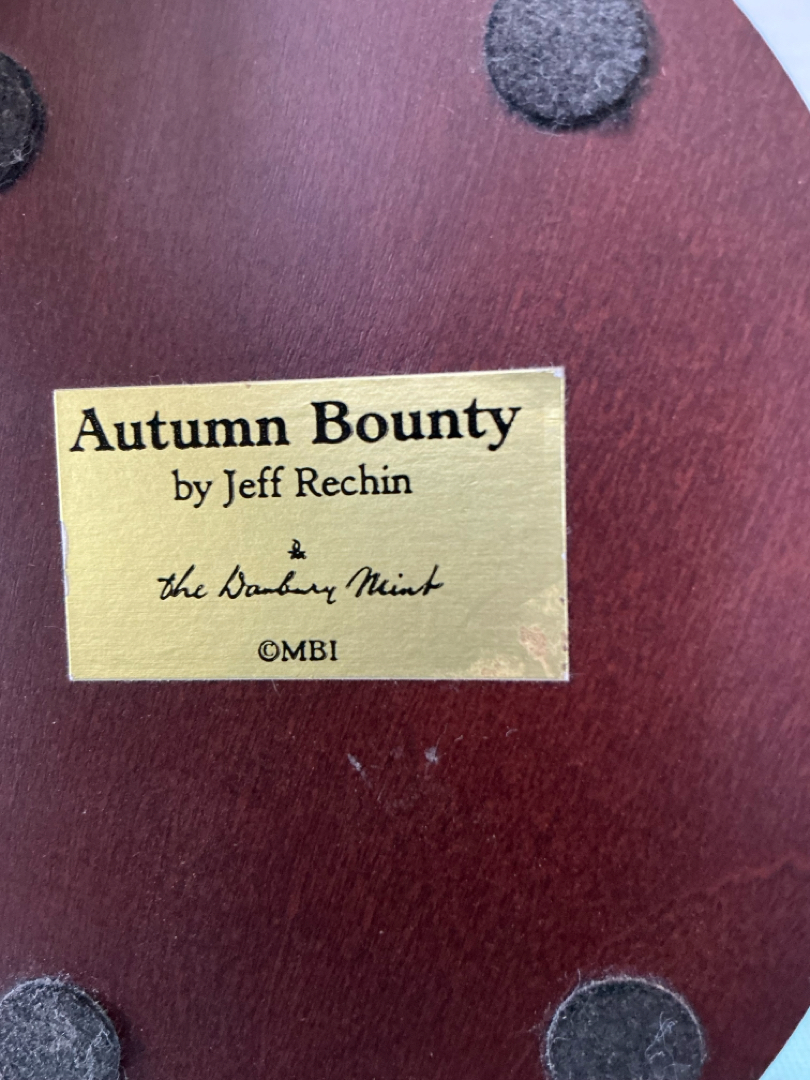 Autumn Bounty
by Jeff Rechin
&
the Danbury Mint
©MBI